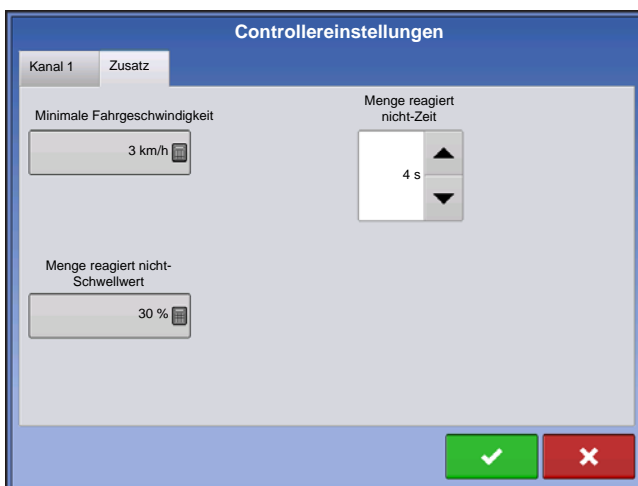 Controllereinstellungen
Kanal 1
Zusatz
Minimale Fahrgeschwindigkeit
3 km/h
Menge reagiert
nicht-Zeit
4 s
Menge reagiert nicht-
Schwellwert
30 %